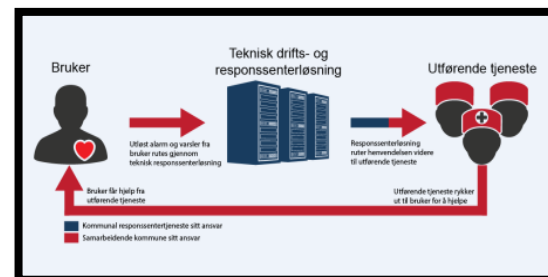 Bruker
Teknisk drifts- og
responssenterløsning
Utførende tjeneste
Utløst alarm og varsler fra
bruker rutes gjennom
teknisk responssenterløsning
Responssenterløsning
ruter henvendelsen videre
til utførende tjeneste
Bruker får hjelp fra
utførende tjeneste
Utførende tjeneste rykker
ut til bruker for å hjelpe
Kommunal responssentertjeneste sitt ansvar
Samarbeidende kommune sitt ansvar